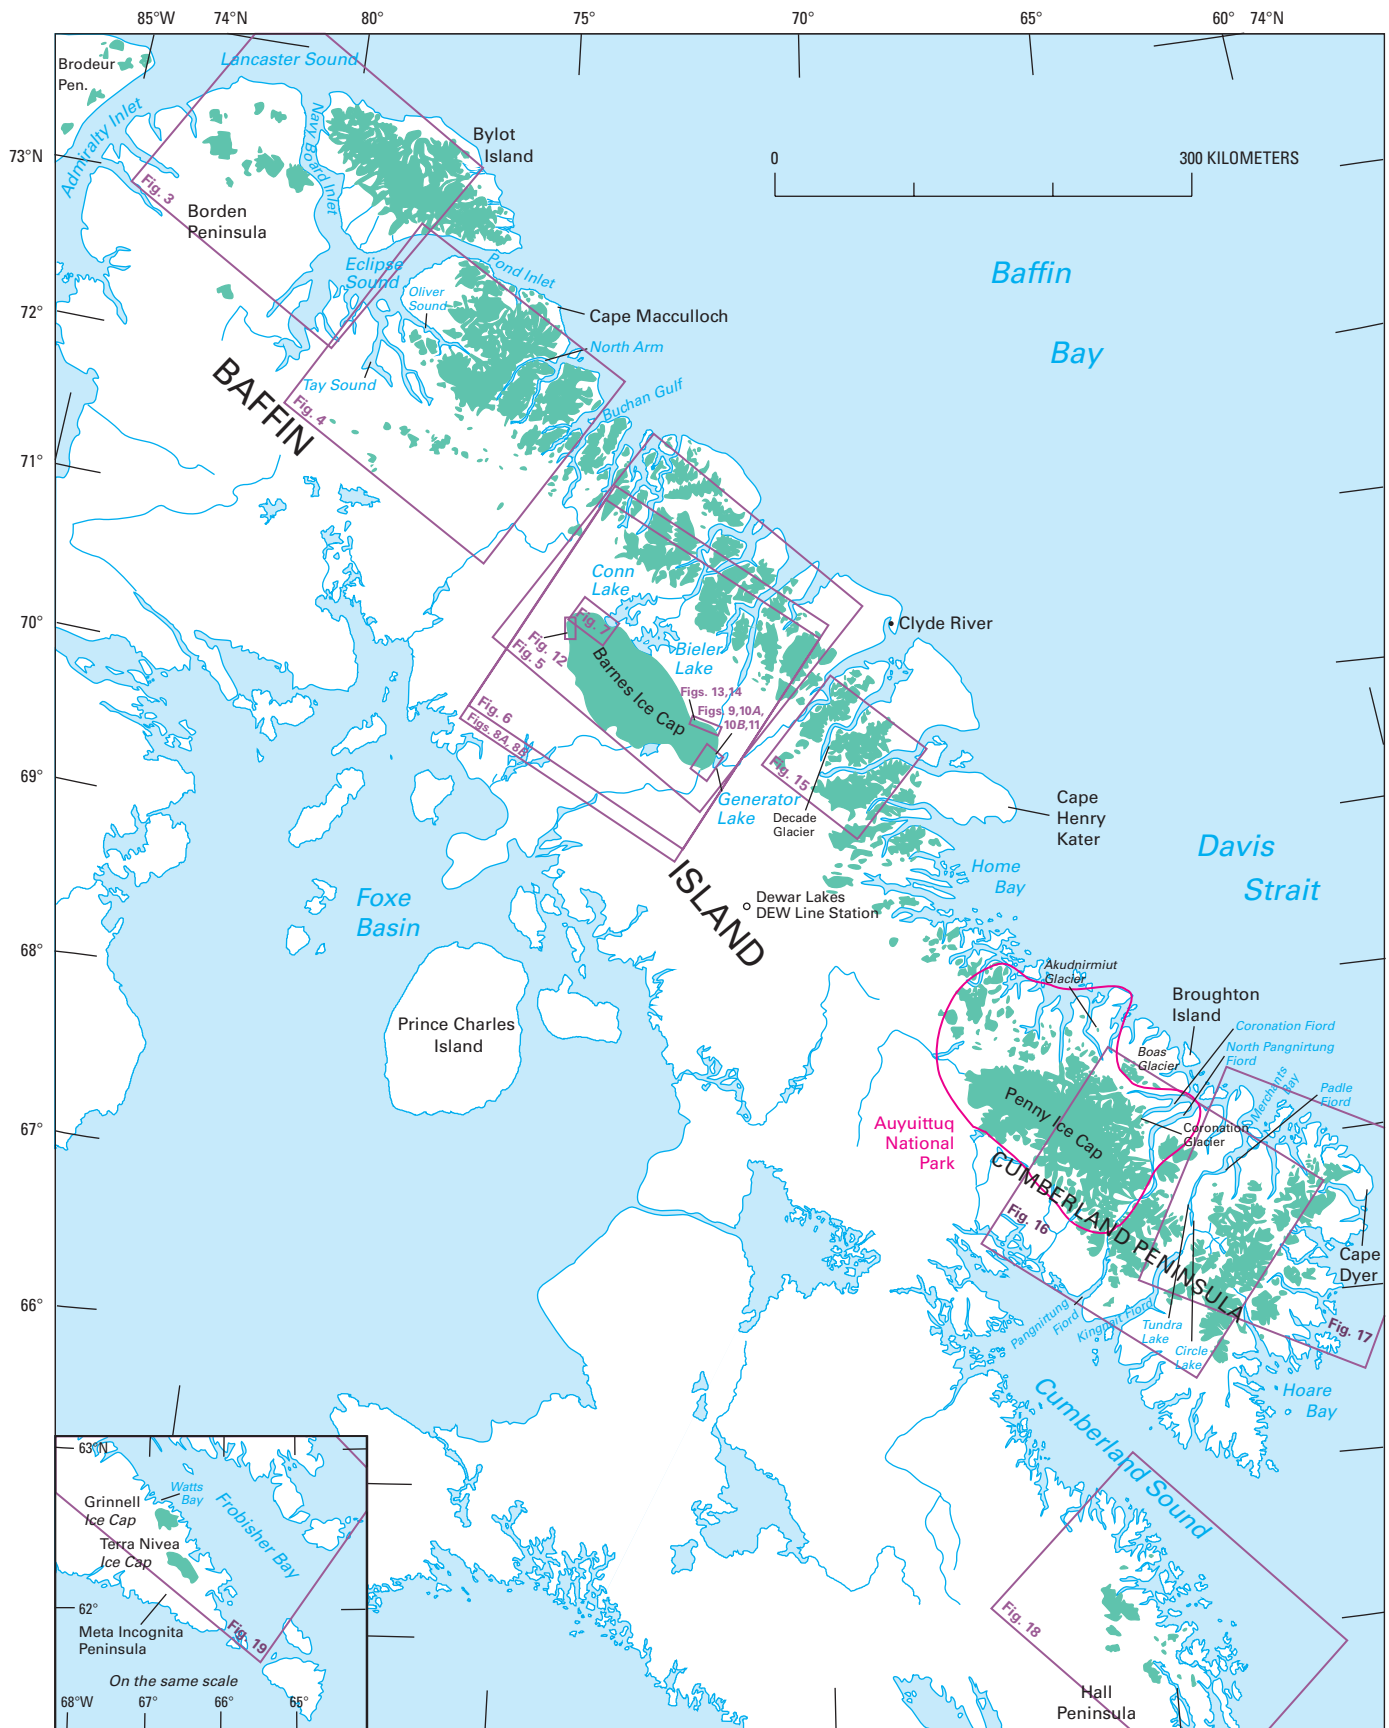 85°W
74°N
80°
75°
70°
65°
60°
74°N
Brodeur
Pen.
Lancaster Sound
Admiralty Inlet
Navy Board Inlet
Bylot
Island
73°N
0
300 KILOMETERS
Fig. 3
Borden
Peninsula
Eclipse
Sound
Pond Inlet
Oliver
Sound
Baffin
Bay
72°
Cape Macculloch
North Arm
Tay Sound
Buchan Gulf
BAFFIN
Fig. 4
71°
Conn
Lake
70°
Fig. 7
Fig. 12
Fig. 5
Clyde River
Bieler
Lake
Barnes Ice Cap
Figs. 13,14
Figs. 9,10A,
10B,11
Fig. 6
Figs. 8A, 8B
69°
Fig. 15
Generator
Lake
Decade
Glacier
Cape
Henry
Kater
Davis
Strait
ISLAND
Home
Bay
Foxe
Basin
Dewar Lakes
DEW Line Station
68°
Akudnirmiut
Glacier
Broughton
Island
Prince Charles
Island
Coronation Fiord
North Pangnirtung
Fiord
Boas
Glacier
Merchants
Bay
Padle
Fiord
Penny Ice Cap
67°
Auyuittuq
National
Park
Coronation
Glacier
CUMBERLAND PENINSULA
Fig. 16
Cape
Dyer
66°
Pangnirtung
Fiord
Kingnait Fiord
Tundra
Lake
Circle
Lake
Fig. 17
Hoare
Bay
Cumberland Sound
63°N
Watts
Bay
Grinnell
Ice Cap
Frobisher Bay
Terra Nivea
Ice Cap
62°
Meta Incognita
Peninsula
Fig. 19
Fig. 18
On the same scale
68°W
67°
66°
65°
Hall
Peninsula